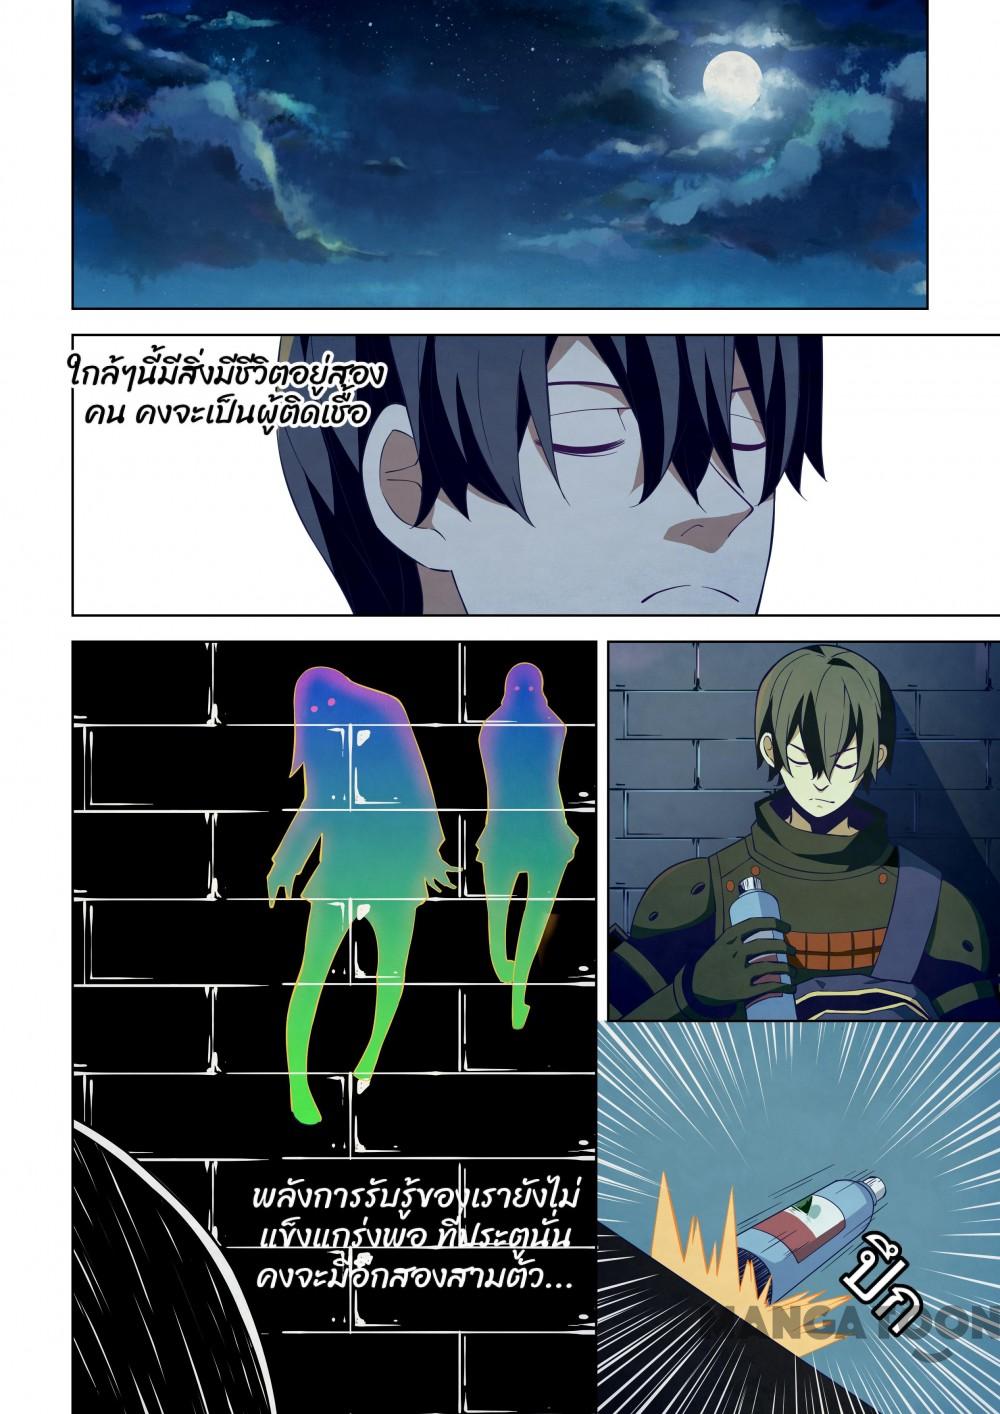 ใกล้ๆนี้มีสิ่งมีชีวิตอยู่สอง
คน คงจะเป็นผู้ติดเชื้อ
พลังการรับรู้ของเรายังไม่
แข็งแกร่งพอ ที่ประตูนั่น
คงจะมีอีกสองสามตัว...
ปึก
MANGA TOON